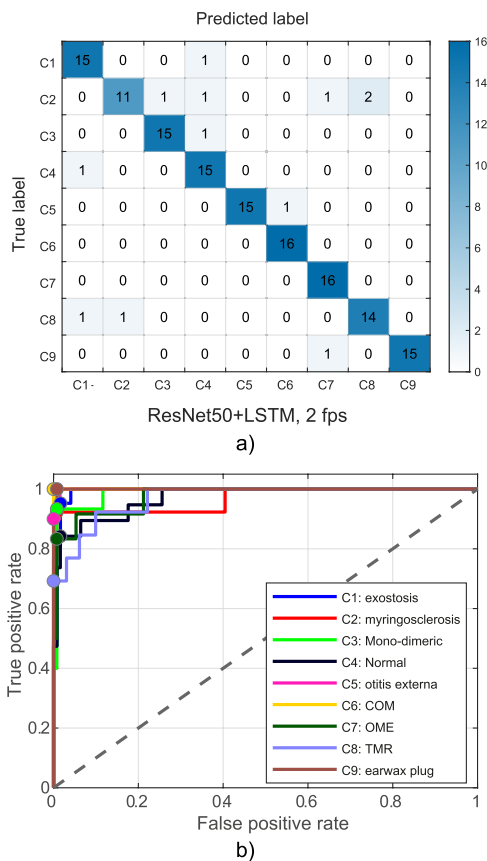 Predicted label
True label
C1 15 0 0 1 0 0 0 0 0
C2 0 11 1 1 0 0 1 2 0
C3 0 0 15 1 0 0 0 0 0
C4 1 0 0 15 0 0 0 0 0
C5 0 0 0 0 15 1 0 0 0
C6 0 0 0 0 0 16 0 0 0
C7 0 0 0 0 0 0 16 0 0
C8 1 1 0 0 0 0 0 14 0
C9 0 0 0 0 0 0 1 0 15
C1- C2 C3 C4 C5 C6 C7 C8 C9
16
14
12
10
8
6
4
2
0
ResNet50+LSTM, 2 fps
a)
True positive rate
1
0.8
0.6
0.4
0.2
0
0 0.2 0.4 0.6 0.8 1
C1: exostosis
C2: myringosclerosis
C3: Mono-dimeric
C4: Normal
C5: otitis externa
C6: COM
C7: OME
C8: TMR
C9: earwax plug
False positive rate
b)